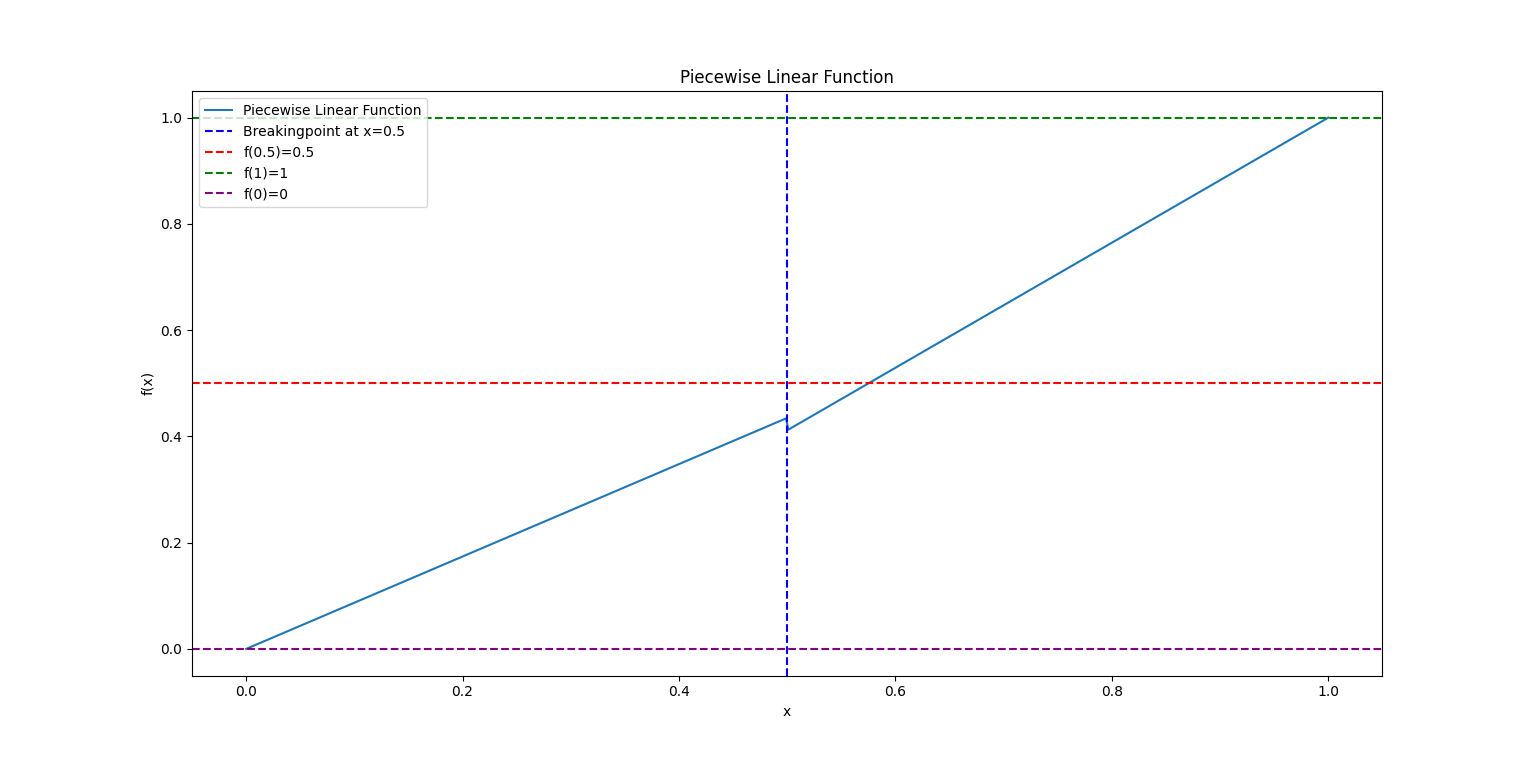 Piecewise Linear Function
Piecewise Linear Function
Breakingpoint at x=0.5
f(0.5)=0.5
f(1)=1
f(0)=0
1.0
0.8
0.6
0.4
0.2
0.0
f(x)
0.0 0.2 0.4 0.6 0.8 1.0
x